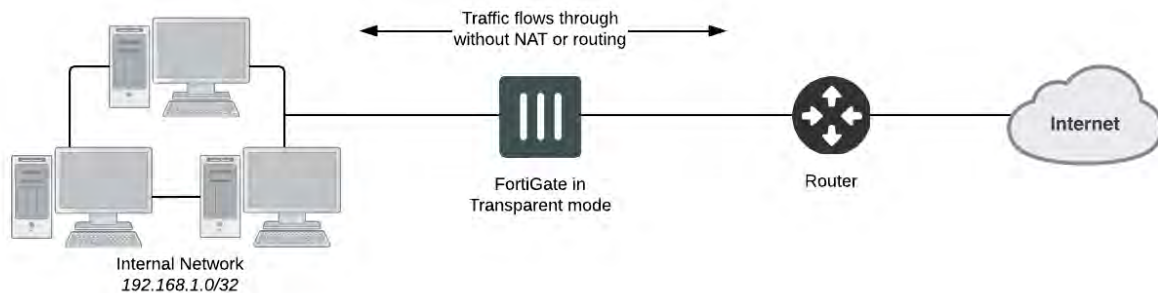 Traffic flows through
without NAT or routing
Internet
FortiGate in
Transparent mode
Router
Internal Network
192.168.1.0/32